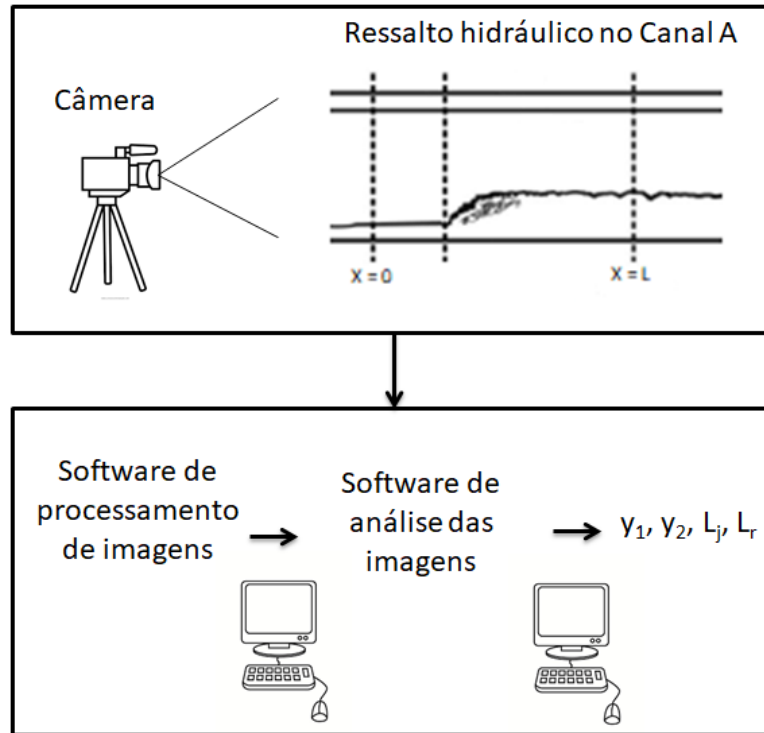 Ressalto hidráulico no Canal A
Câmera
X = 0
X = L
Software de
processamento
de imagens
Software de
análise das
imagens
y₁, y₂, Lⱼ, Lᵣ